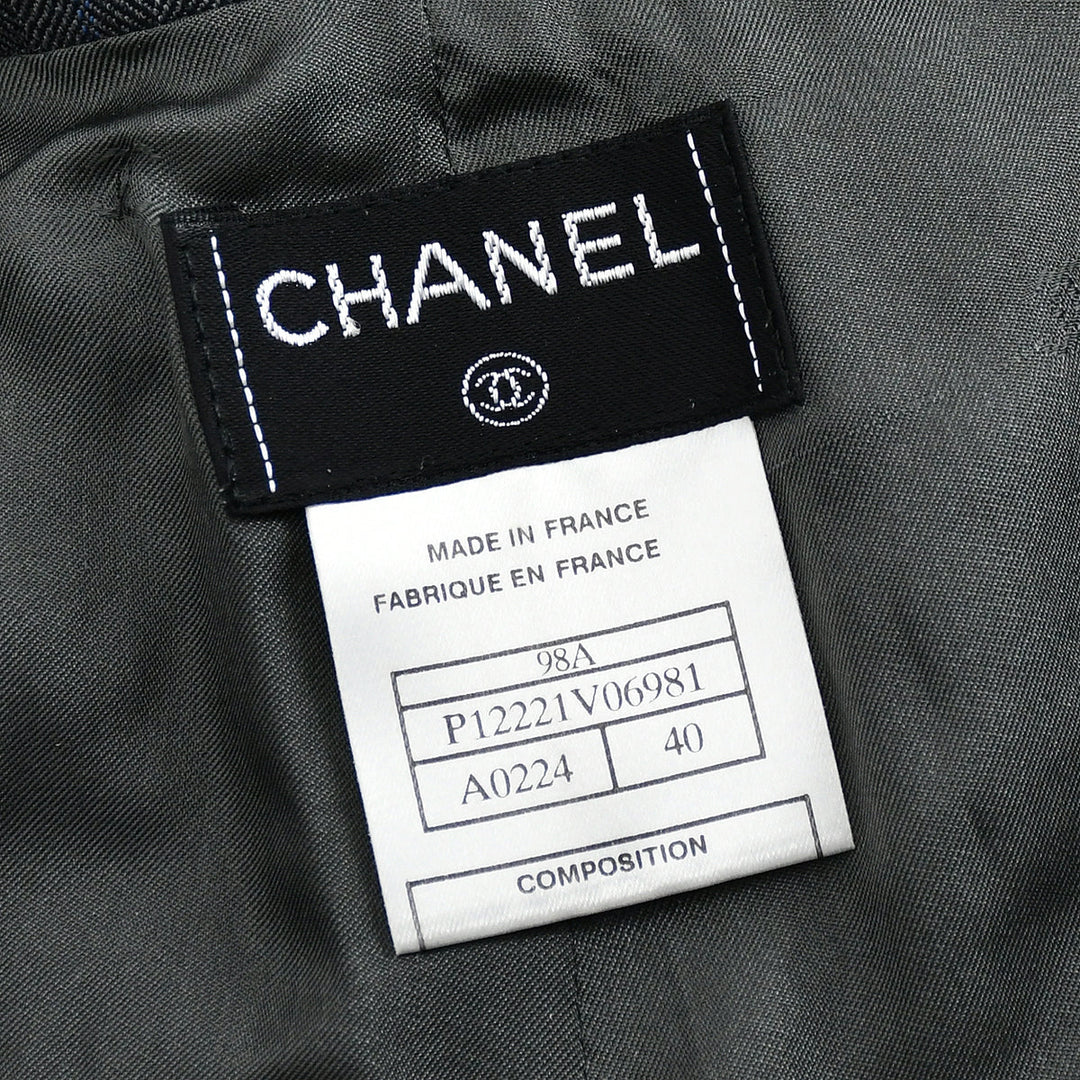 CHANEL
MADE IN FRANCE
FABRIQUE EN FRANCE
98A
P12221V06981
A0224 40
COMPOSITION